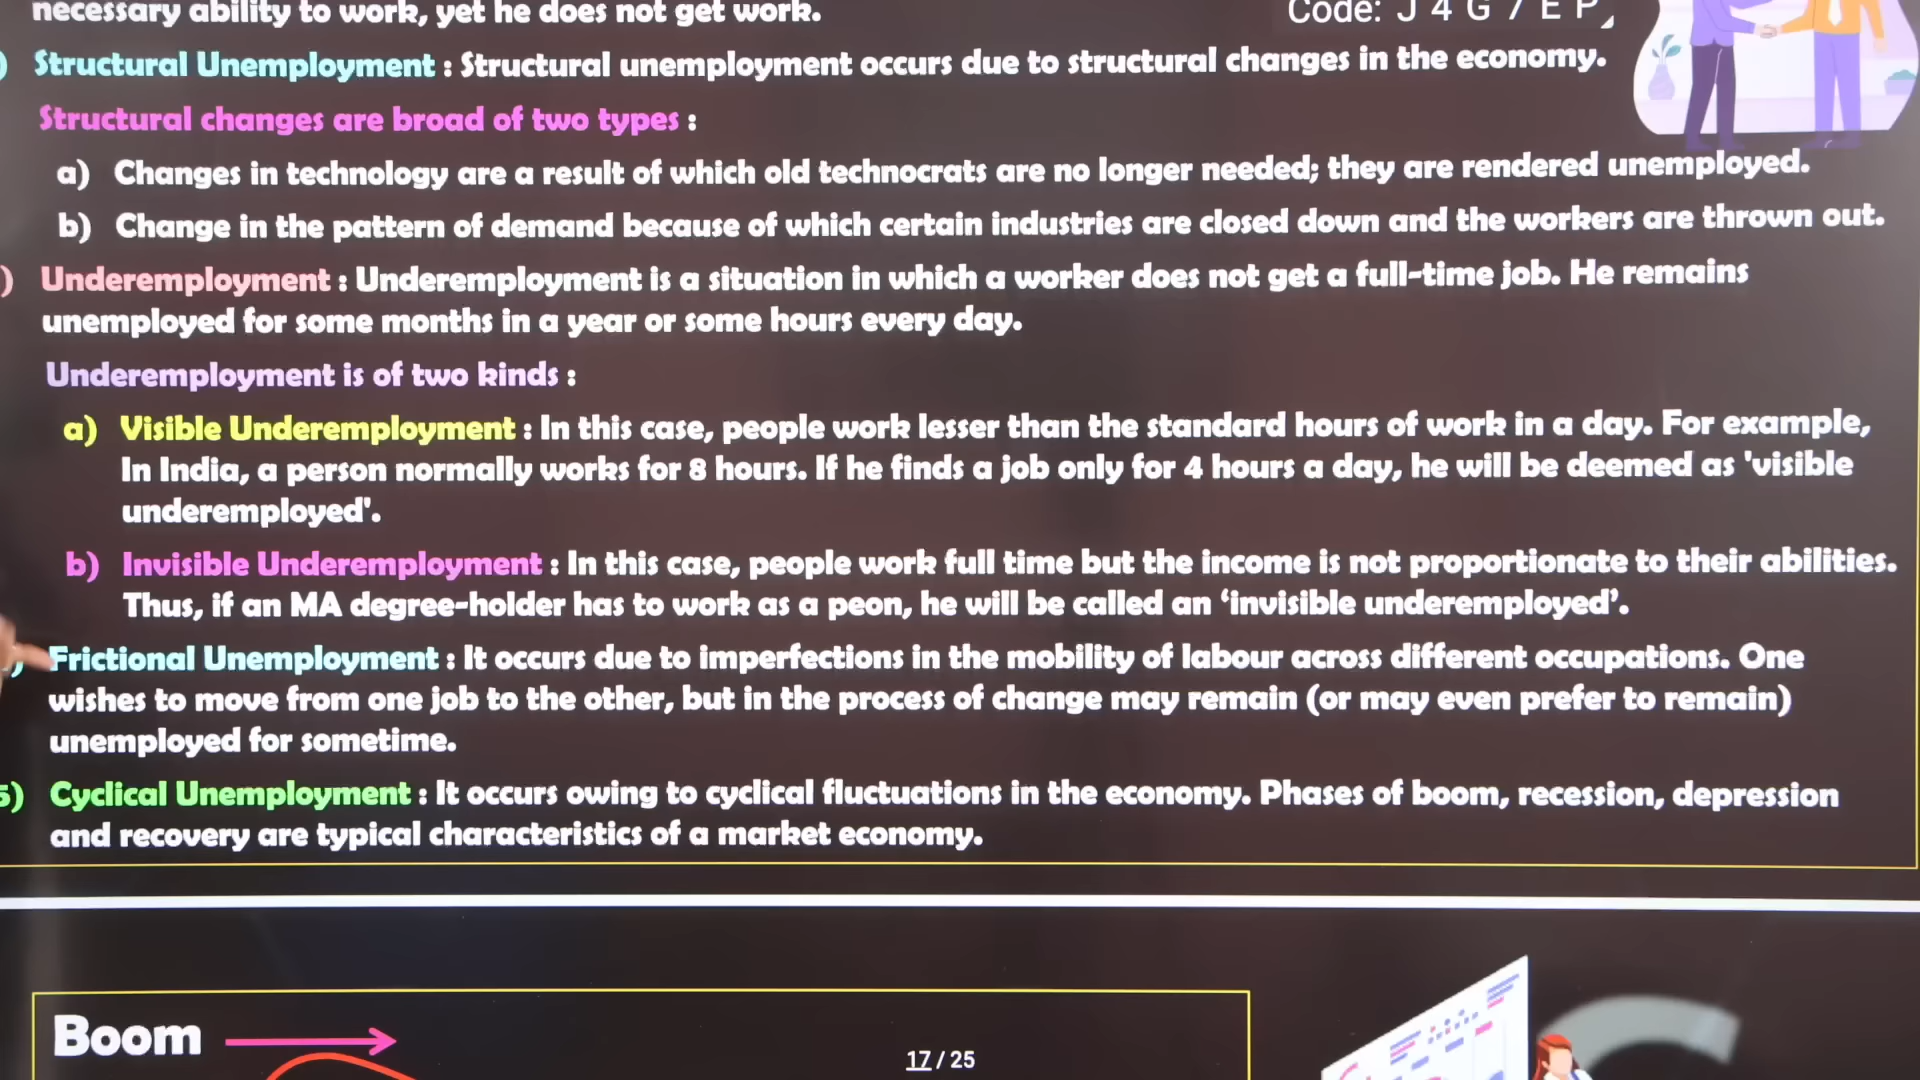 necessary ability to work, yet he does not get work.
Code: J 4 G 7 E P
) Structural Unemployment : Structural unemployment occurs due to structural changes in the economy.
Structural changes are broad of two types :
a) Changes in technology are a result of which old technocrats are no longer needed; they are rendered unemployed.
b) Change in the pattern of demand because of which certain industries are closed down and the workers are thrown out.
) Underemployment : Underemployment is a situation in which a worker does not get a full-time job. He remains
unemployed for some months in a year or some hours every day.
Underemployment is of two kinds :
a) Visible Underemployment : In this case, people work lesser than the standard hours of work in a day. For example,
In India, a person normally works for 8 hours. If he finds a job only for 4 hours a day, he will be deemed as 'visible
underemployed'.
b) Invisible Underemployment : In this case, people work full time but the income is not proportionate to their abilities.
Thus, if an MA degree-holder has to work as a peon, he will be called an ‘invisible underemployed’.
) Frictional Unemployment : It occurs due to imperfections in the mobility of labour across different occupations. One
wishes to move from one job to the other, but in the process of change may remain (or may even prefer to remain)
unemployed for sometime.
5) Cyclical Unemployment : It occurs owing to cyclical fluctuations in the economy. Phases of boom, recession, depression
and recovery are typical characteristics of a market economy.
Boom
17 / 25